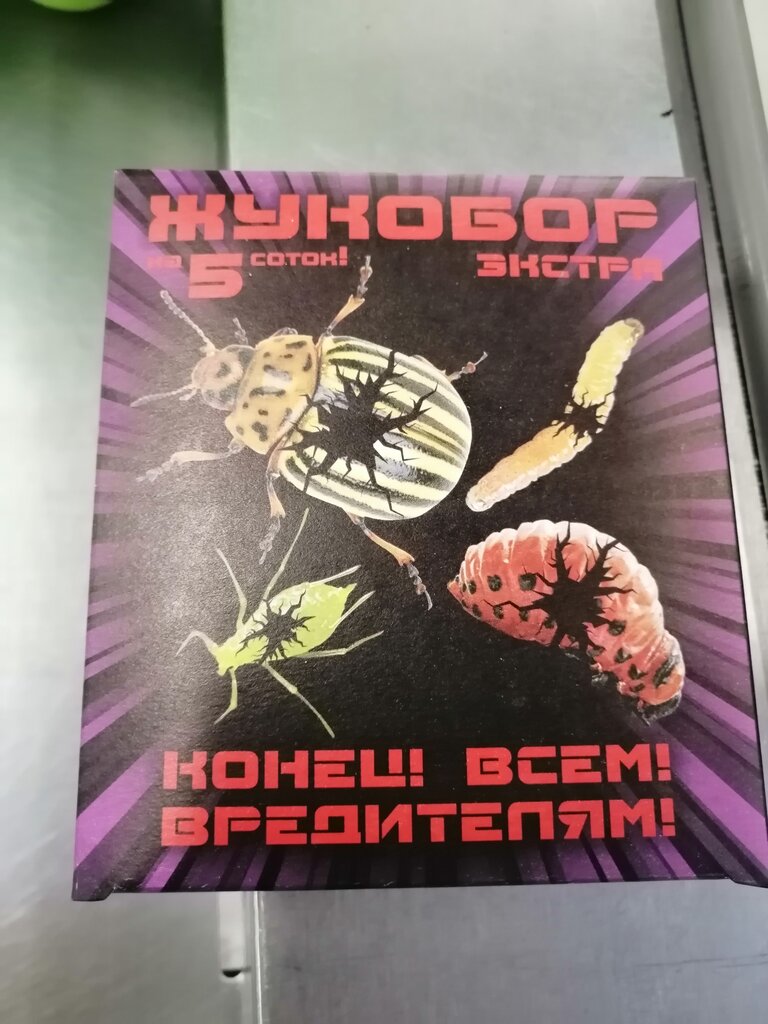 ЖУКОБОР
на 5 соток!
ЭКСТРА
КОНЕЦ! ВСЕМ!
ВРЕДИТЕЛЯМ!